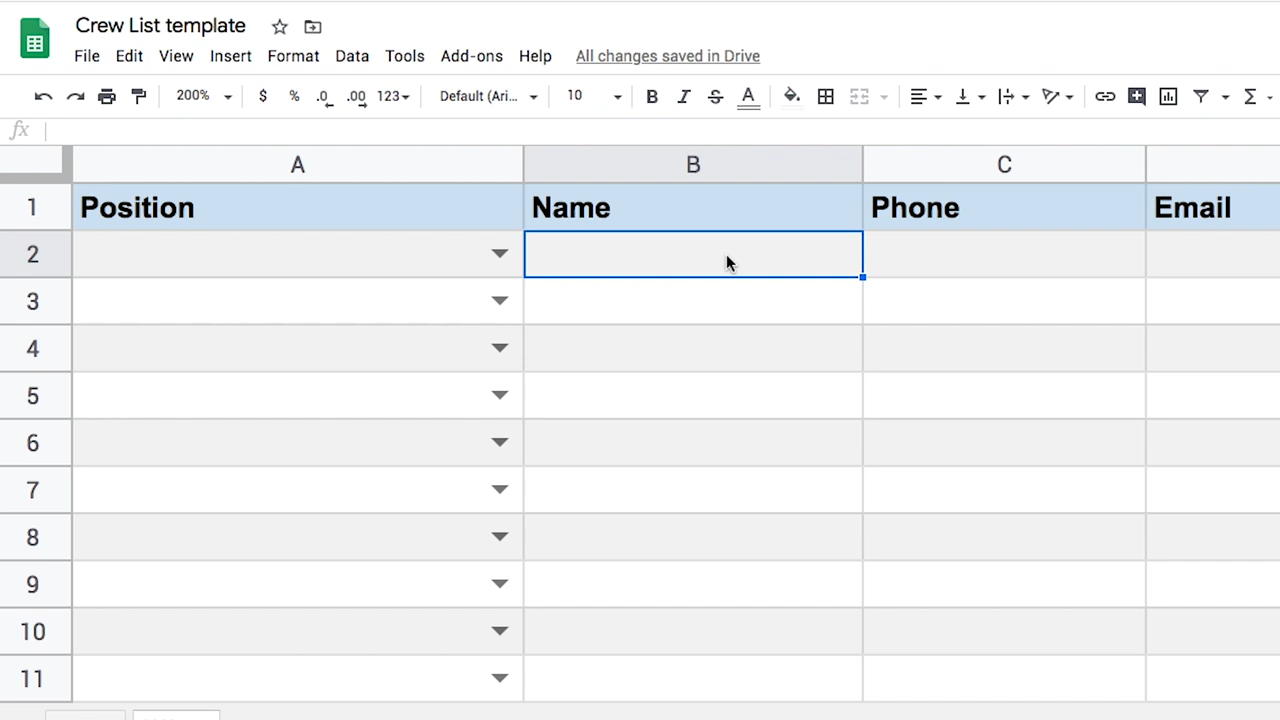 Crew List template
File Edit View Insert Format Data Tools Add-ons Help All changes saved in Drive
200% $ % .0 .00 123 Default (Ari... 10 B I S A Σ
fx
A B C
1 Position Name Phone Email
2
3
4
5
6
7
8
9
10
11